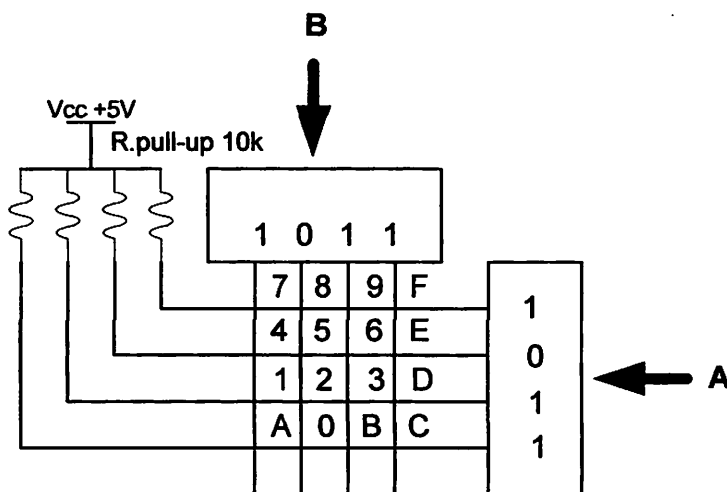 B
Vcc +5V
R.pull-up 10k
1 0 1 1
7 8 9 F
1
4 5 6 E
0
A
1 2 3 D
1
A 0 B C
1